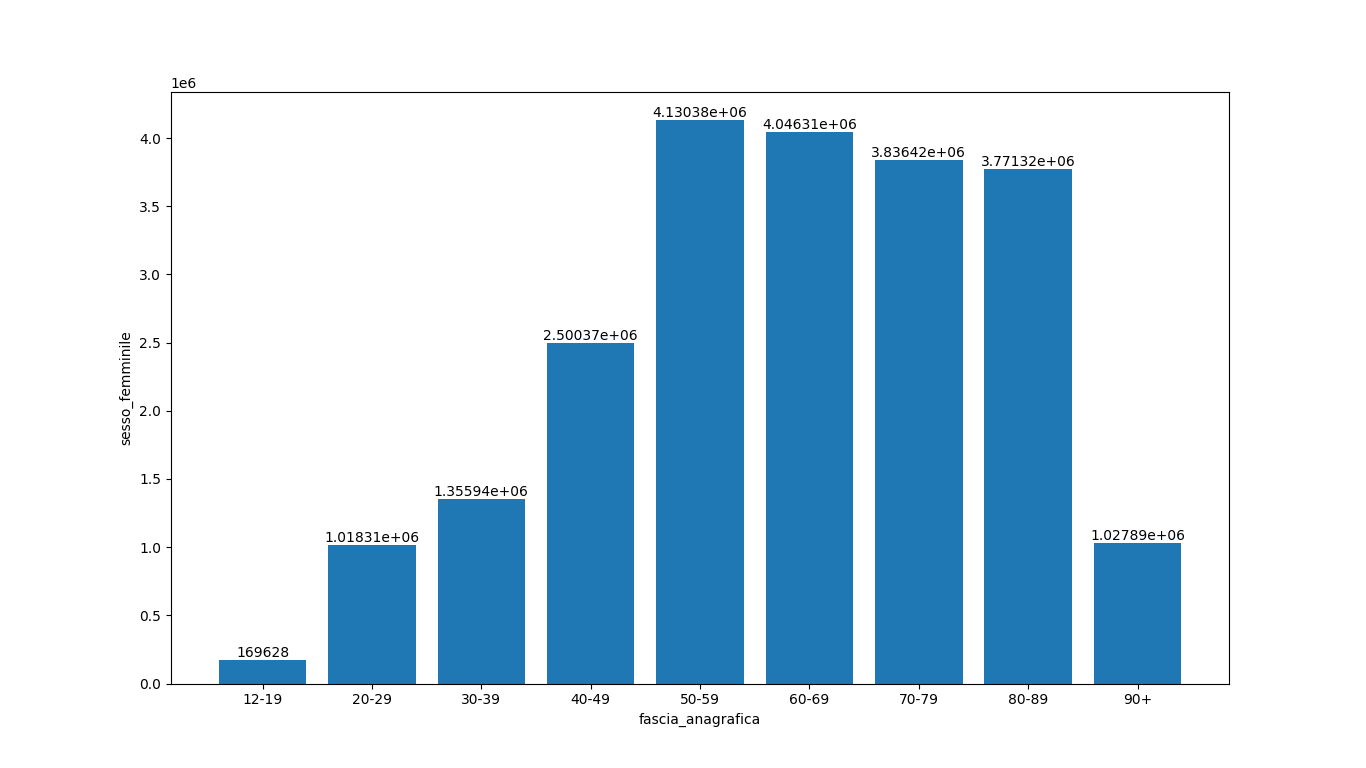 1e6
4.13038e+06
4.04631e+06
3.83642e+06
3.77132e+06
2.50037e+06
1.35594e+06
1.01831e+06
1.02789e+06
169628
4.0
3.5
3.0
2.5
2.0
1.5
1.0
0.5
0.0
sesso_femminile
12-19 20-29 30-39 40-49 50-59 60-69 70-79 80-89 90+
fascia_anagrafica